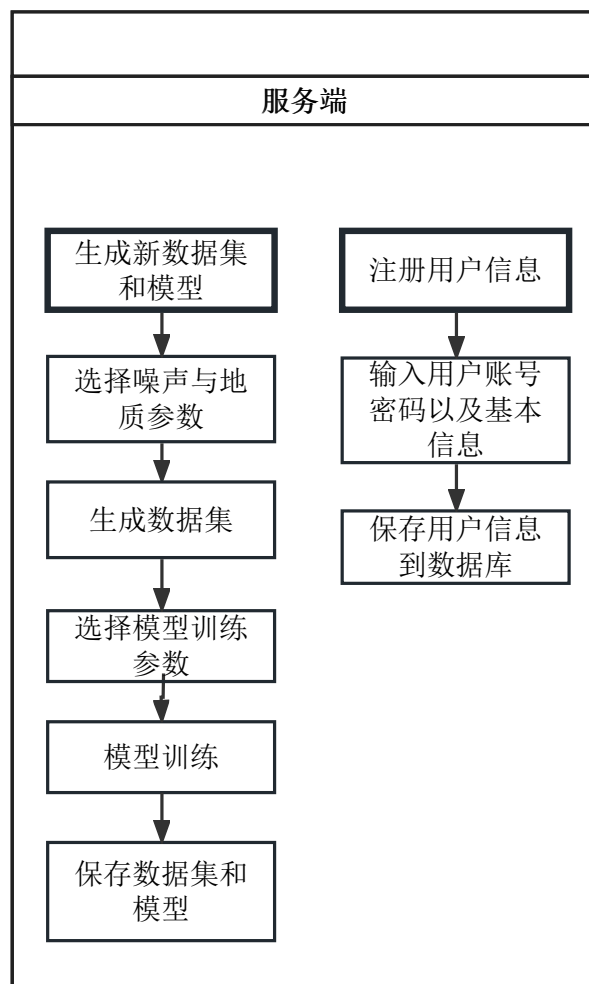 服务端
生成新数据集
和模型
选择噪声与地
质参数
生成数据集
选择模型训练
参数
模型训练
保存数据集和
模型
注册用户信息
输入用户账号
密码以及基本
信息
保存用户信息
到数据库